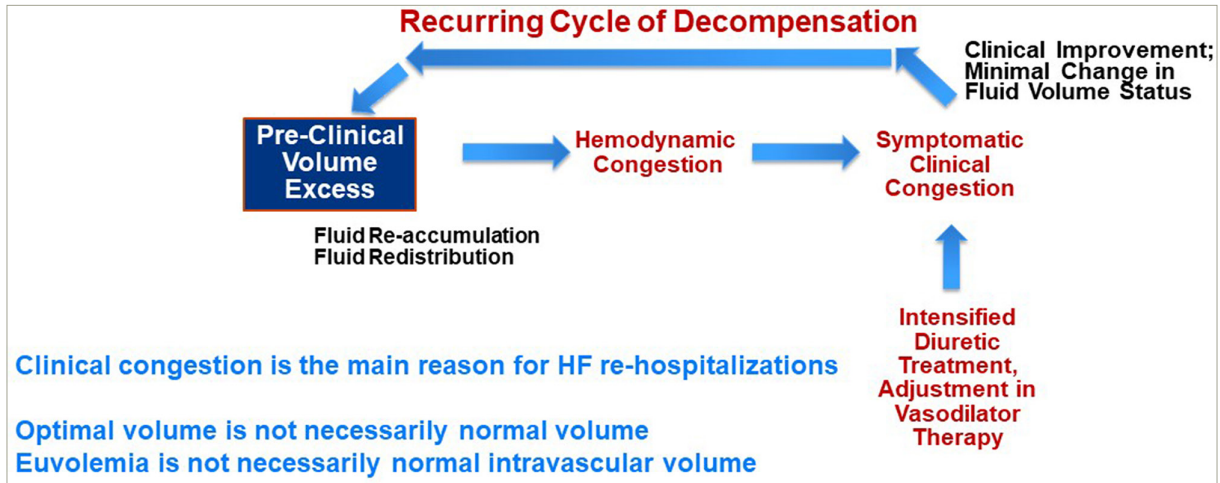 Recurring Cycle of Decompensation
Clinical Improvement;
Minimal Change in
Fluid Volume Status
Pre-Clinical
Volume
Excess
Hemodynamic
Congestion
Symptomatic
Clinical
Congestion
Fluid Re-accumulation
Fluid Redistribution
Intensified
Diuretic
Treatment,
Adjustment in
Vasodilator
Therapy
Clinical congestion is the main reason for HF re-hospitalizations
Optimal volume is not necessarily normal volume
Euvolemia is not necessarily normal intravascular volume